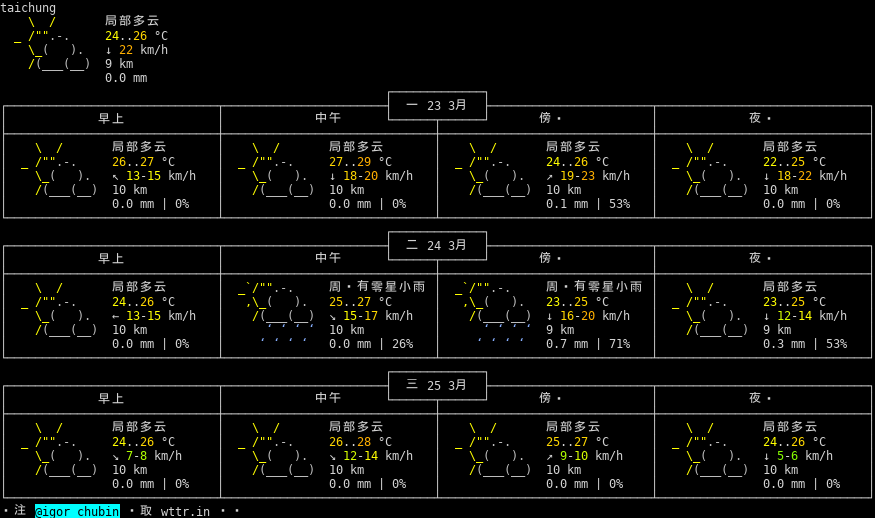 taichung
局部多云
24..26 °C
↓ 22 km/h
9 km
0.0 mm
一 23 3月
早上 中午 傍・ 夜・
局部多云 局部多云 局部多云 局部多云
26..27 °C 27..29 °C 24..26 °C 22..25 °C
↖ 13-15 km/h ↓ 18-20 km/h ↗ 19-23 km/h ↓ 18-22 km/h
10 km 10 km 10 km 10 km
0.0 mm | 0% 0.0 mm | 0% 0.1 mm | 53% 0.0 mm | 0%
二 24 3月
早上 中午 傍・ 夜・
局部多云 周・有零星小雨 周・有零星小雨 局部多云
24..26 °C 25..27 °C 23..25 °C 23..25 °C
← 13-15 km/h ↘ 15-17 km/h ↓ 16-20 km/h ↓ 12-14 km/h
10 km 10 km 9 km 9 km
0.0 mm | 0% 0.0 mm | 26% 0.7 mm | 71% 0.3 mm | 53%
三 25 3月
早上 中午 傍・ 夜・
局部多云 局部多云 局部多云 局部多云
24..26 °C 26..28 °C 25..27 °C 24..26 °C
↘ 7-8 km/h ↘ 12-14 km/h ↗ 9-10 km/h ↓ 5-6 km/h
10 km 10 km 10 km 10 km
0.0 mm | 0% 0.0 mm | 0% 0.0 mm | 0% 0.0 mm | 0%
・注 @igor_chubin ・取 wttr.in ・・